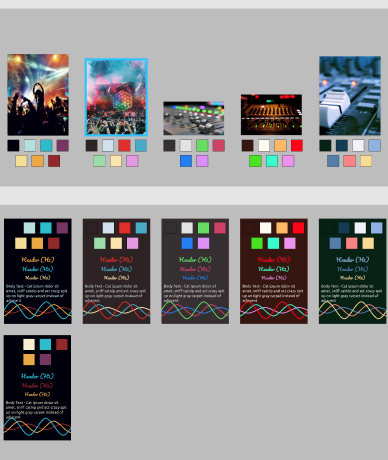 Header (H1)
Header (H2)
Header (H3)
Body Text - Cat ipsum dolor sit
amet, sniff catnip and act crazy spit
up on light gray carpet instead of
adjacent
Header (H1)
Header (H2)
Header (H3)
Body Text - Cat ipsum dolor sit
amet, sniff catnip and act crazy spit
up on light gray carpet instead of
adjacent
Header (H1)
Header (H2)
Header (H3)
Body Text - Cat ipsum dolor sit
amet, sniff catnip and act crazy spit
up on light gray carpet instead of
adjacent
Header (H1)
Header (H2)
Header (H3)
Body Text - Cat ipsum dolor sit
amet, sniff catnip and act crazy spit
up on light gray carpet instead of
adjacent
Header (H1)
Header (H2)
Header (H3)
Body Text - Cat ipsum dolor sit
amet, sniff catnip and act crazy spit
up on light gray carpet instead of
adjacent
Header (H1)
Header (H2)
Header (H3)
Body Text - Cat ipsum dolor sit
amet, sniff catnip and act crazy spit
up on light gray carpet instead of
adjacent